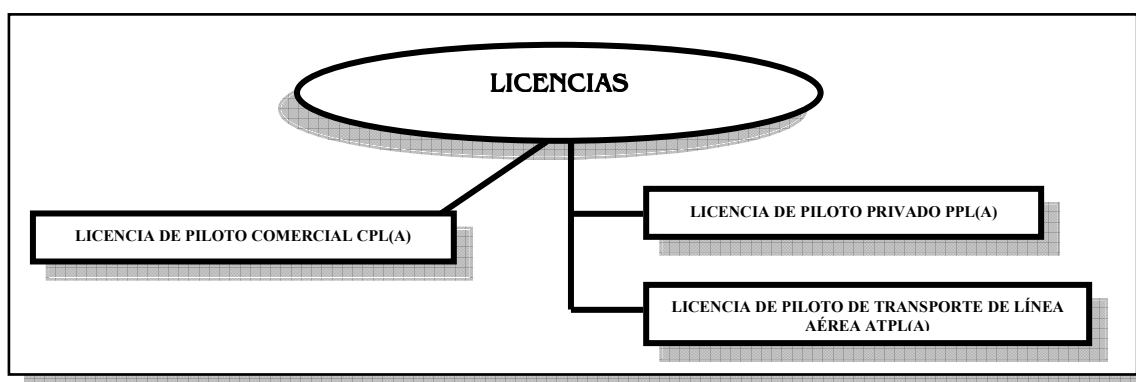 LICENCIAS
LICENCIA DE PILOTO COMERCIAL CPL(A)
LICENCIA DE PILOTO PRIVADO PPL(A)
LICENCIA DE PILOTO DE TRANSPORTE DE LÍNEA
AÉREA ATPL(A)